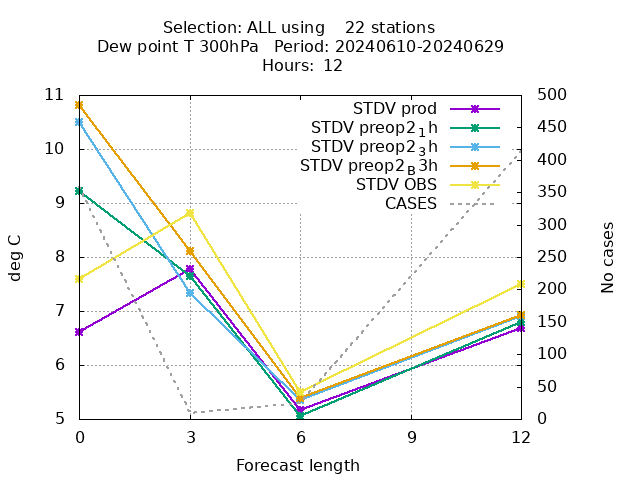 Selection: ALL using    22 stations
Dew point T 300hPa   Period: 20240610-20240629
Hours:  12
STDV prod
STDV preop2₁h
STDV preop2₃h
STDV preop2_B3h
STDV OBS
CASES
11
10
9
8
7
6
5
deg C
500
450
400
350
300
250
200
150
100
50
0
No cases
0 3 6 9 12
Forecast length